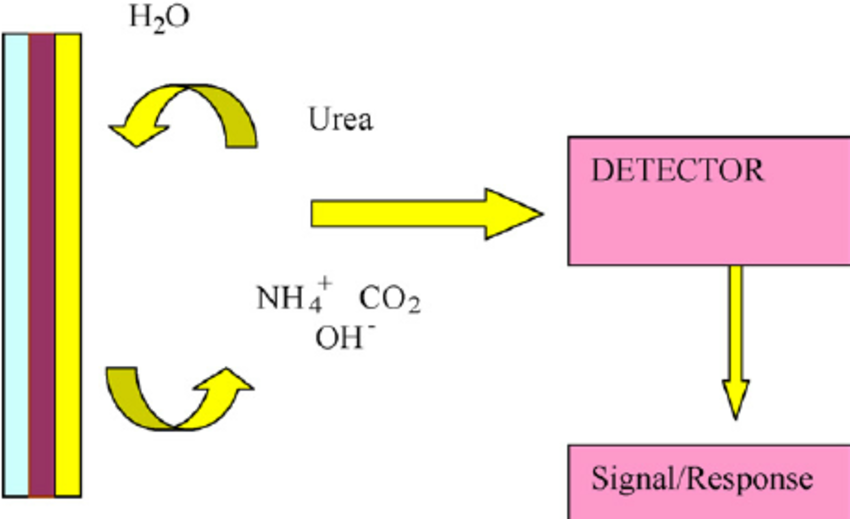 H₂O
Urea
DETECTOR
NH₄⁺ CO₂
OH⁻
Signal/Response